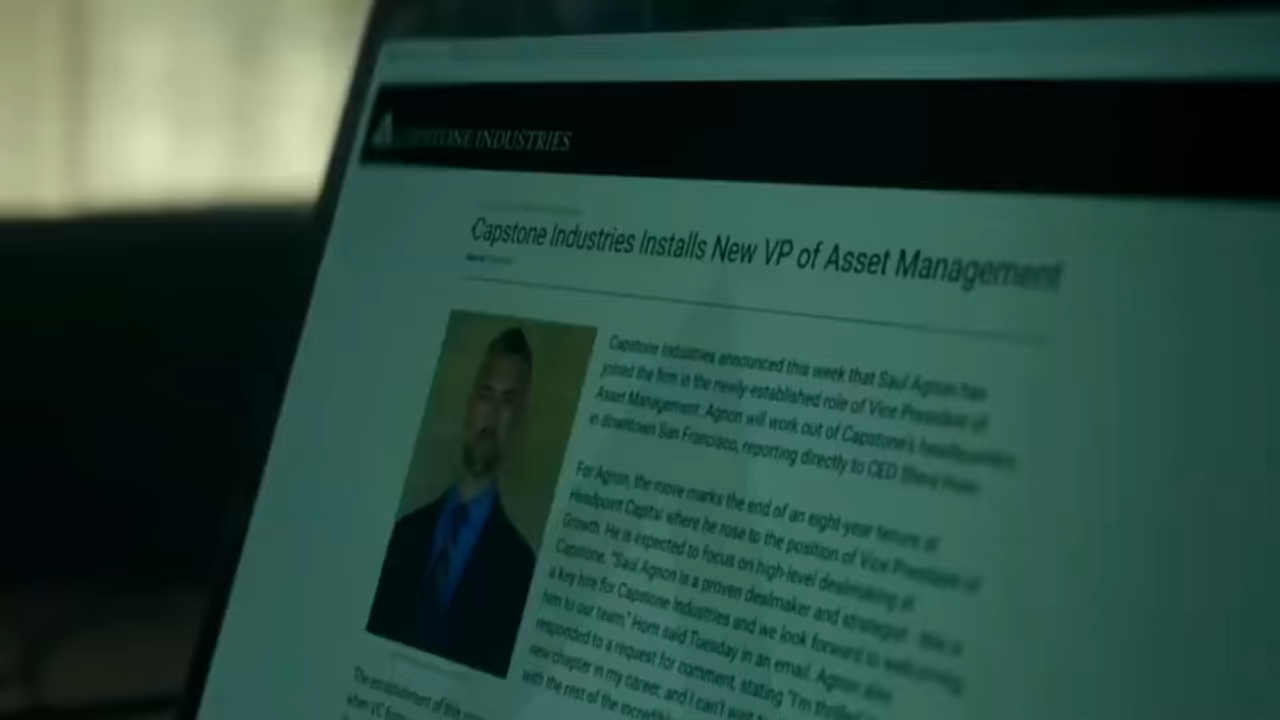 CAPSTONE INDUSTRIES
Capstone Industries Installs New VP of Asset Management
Capstone Industries announced this week that Saul Agnon has
joined the firm in the newly-established role of Vice President of
Asset Management. Agnon will work out of Capstone's headquarters
in downtown San Francisco, reporting directly to CEO
For Agnon, the move marks the end of an eight-year tenure at
Headpoint Capital where he rose to the position of Vice President of
Growth. He is expected to focus on high-level dealmaking at
Capstone. "Saul Agnon is a proven dealmaker and strategist
a key hire for Capstone Industries and we look forward to welcoming
him to our team," Horn said Tuesday in an email. Agnon also
responded to a request for comment, stating "I'm thrilled
new chapter in my career, and I can't wait
with the rest of the incredible
The establishment of this
when VC